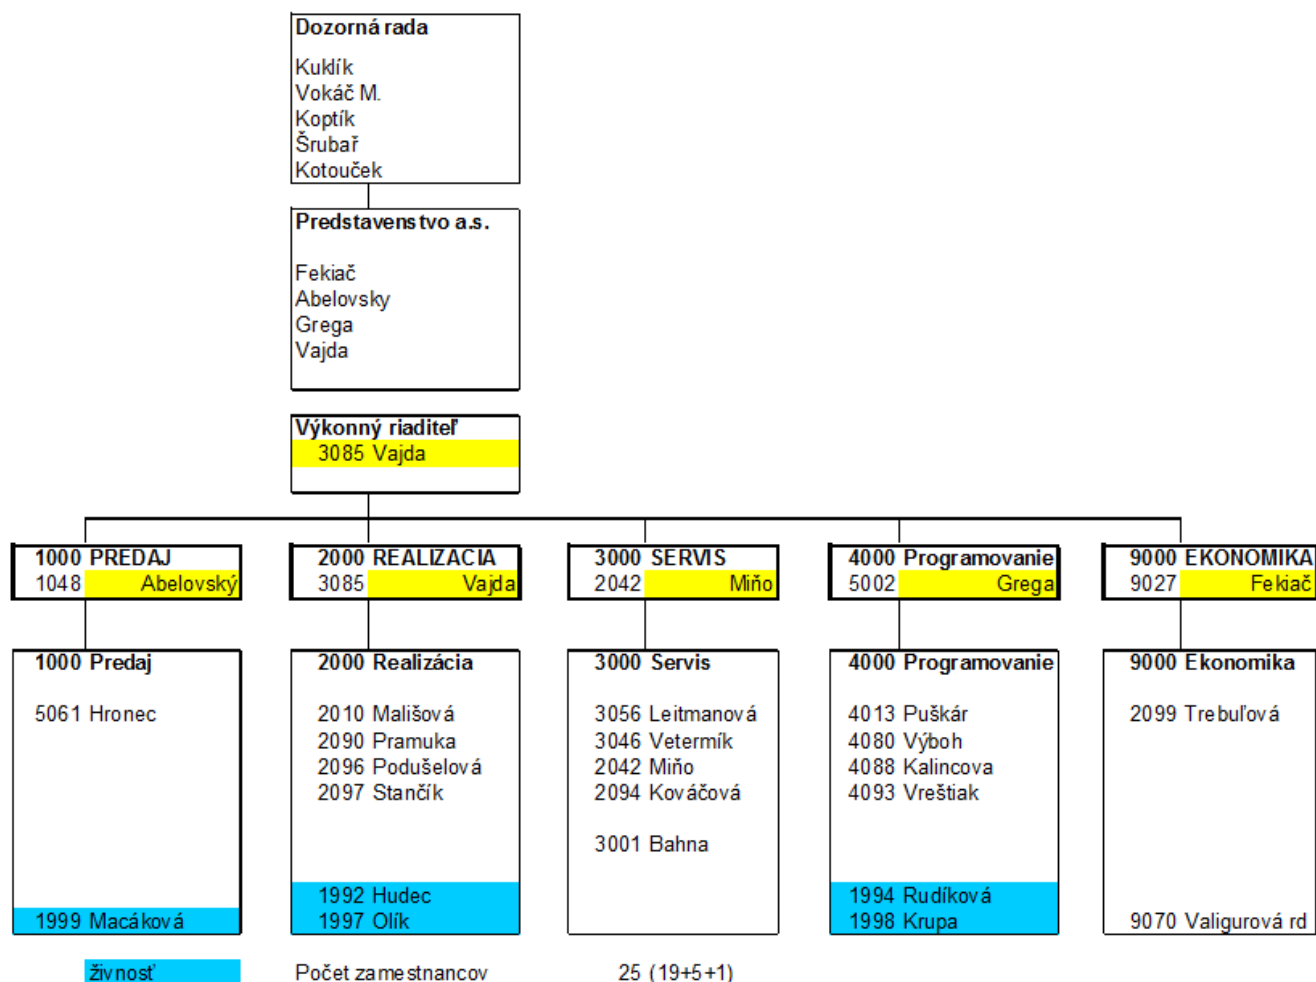 Dozorná rada
Kuklík
Vokáč M.
Koptík
Šrubař
Kotouček
Predstavenstvo a.s.
Fekiač
Abelovsky
Grega
Vajda
Výkonný riaditeľ
3085 Vajda
1000 PREDAJ
1048 Abelovský
2000 REALIZACIA
3085 Vajda
3000 SERVIS
2042 Miňo
4000 Programovanie
5002 Grega
9000 EKONOMIKA
9027 Fekiač
1000 Predaj
5061 Hronec
1999 Macáková
2000 Realizácia
2010 Mališová
2090 Pramuka
2096 Podušelová
2097 Stančík
1992 Hudec
1997 Olík
3000 Servis
3056 Leitmanová
3046 Vetermík
2042 Miňo
2094 Kováčová
3001 Bahna
4000 Programovanie
4013 Puškár
4080 Výboh
4088 Kalincova
4093 Vreštiak
1994 Rudíková
1998 Krupa
9000 Ekonomika
2099 Trebuľová
9070 Valigurová rd
živnosť
Počet zamestnancov 25 (19+5+1)